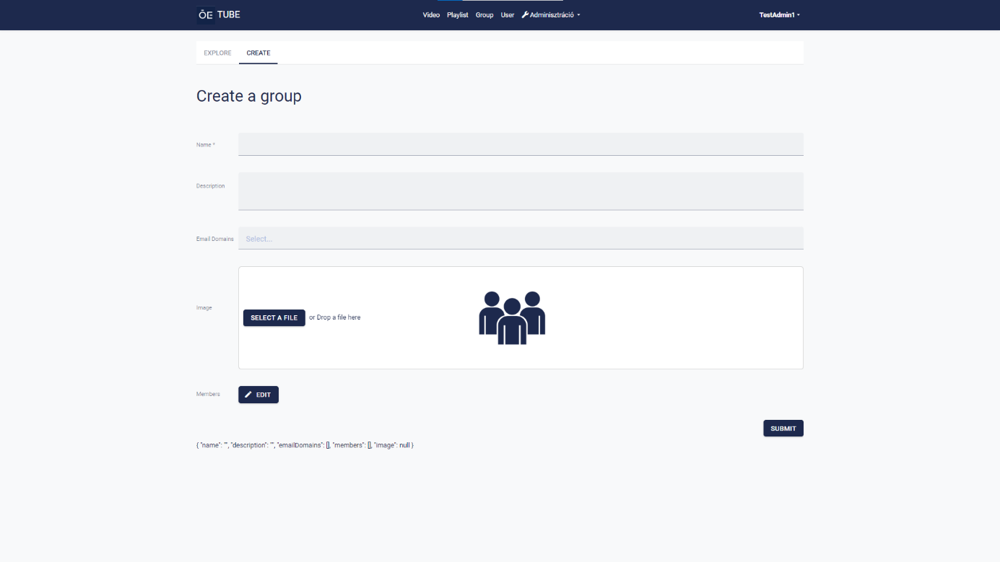 ŌE TUBE
Video Playlist Group User Adminisztráció
TestAdmin1
EXPLORE CREATE
Create a group
Name *
Description
Email Domains Select...
Image
SELECT A FILE or Drop a file here
Members EDIT
SUBMIT
{ "name": "", "description": "", "emailDomains": [], "members": [], "image": null }